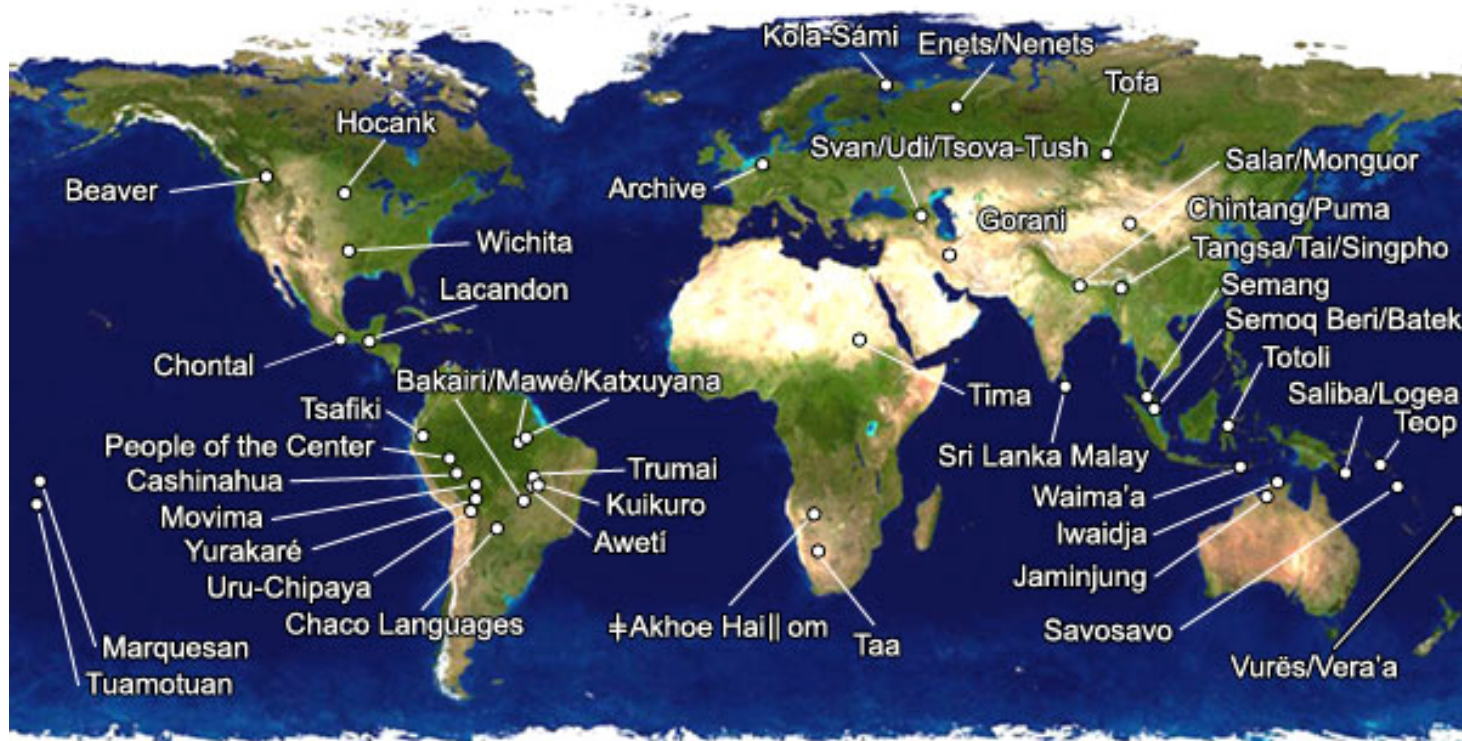 Kola-Sámi
Enets/Nenets
Tofa
Hocank
Svan/Udi/Tsova-Tush
Salar/Monguor
Beaver
Archive
Gorani
Chintang/Puma
Wichita
Tangsa/Tai/Singpho
Lacandon
Semang
Semoq Beri/Batek
Chontal
Totoli
Bakairi/Mawé/Katxuyana
Tima
Saliba/Logea
Tsafiki
Teop
People of the Center
Sri Lanka Malay
Cashinahua
Trumai
Waima'a
Movima
Kuikuro
Iwaidja
Yurakaré
Awetí
Uru-Chipaya
Jaminjung
Chaco Languages
ǂAkhoe Haiǁom
Taa
Savosavo
Marquesan
Vurës/Vera'a
Tuamotuan